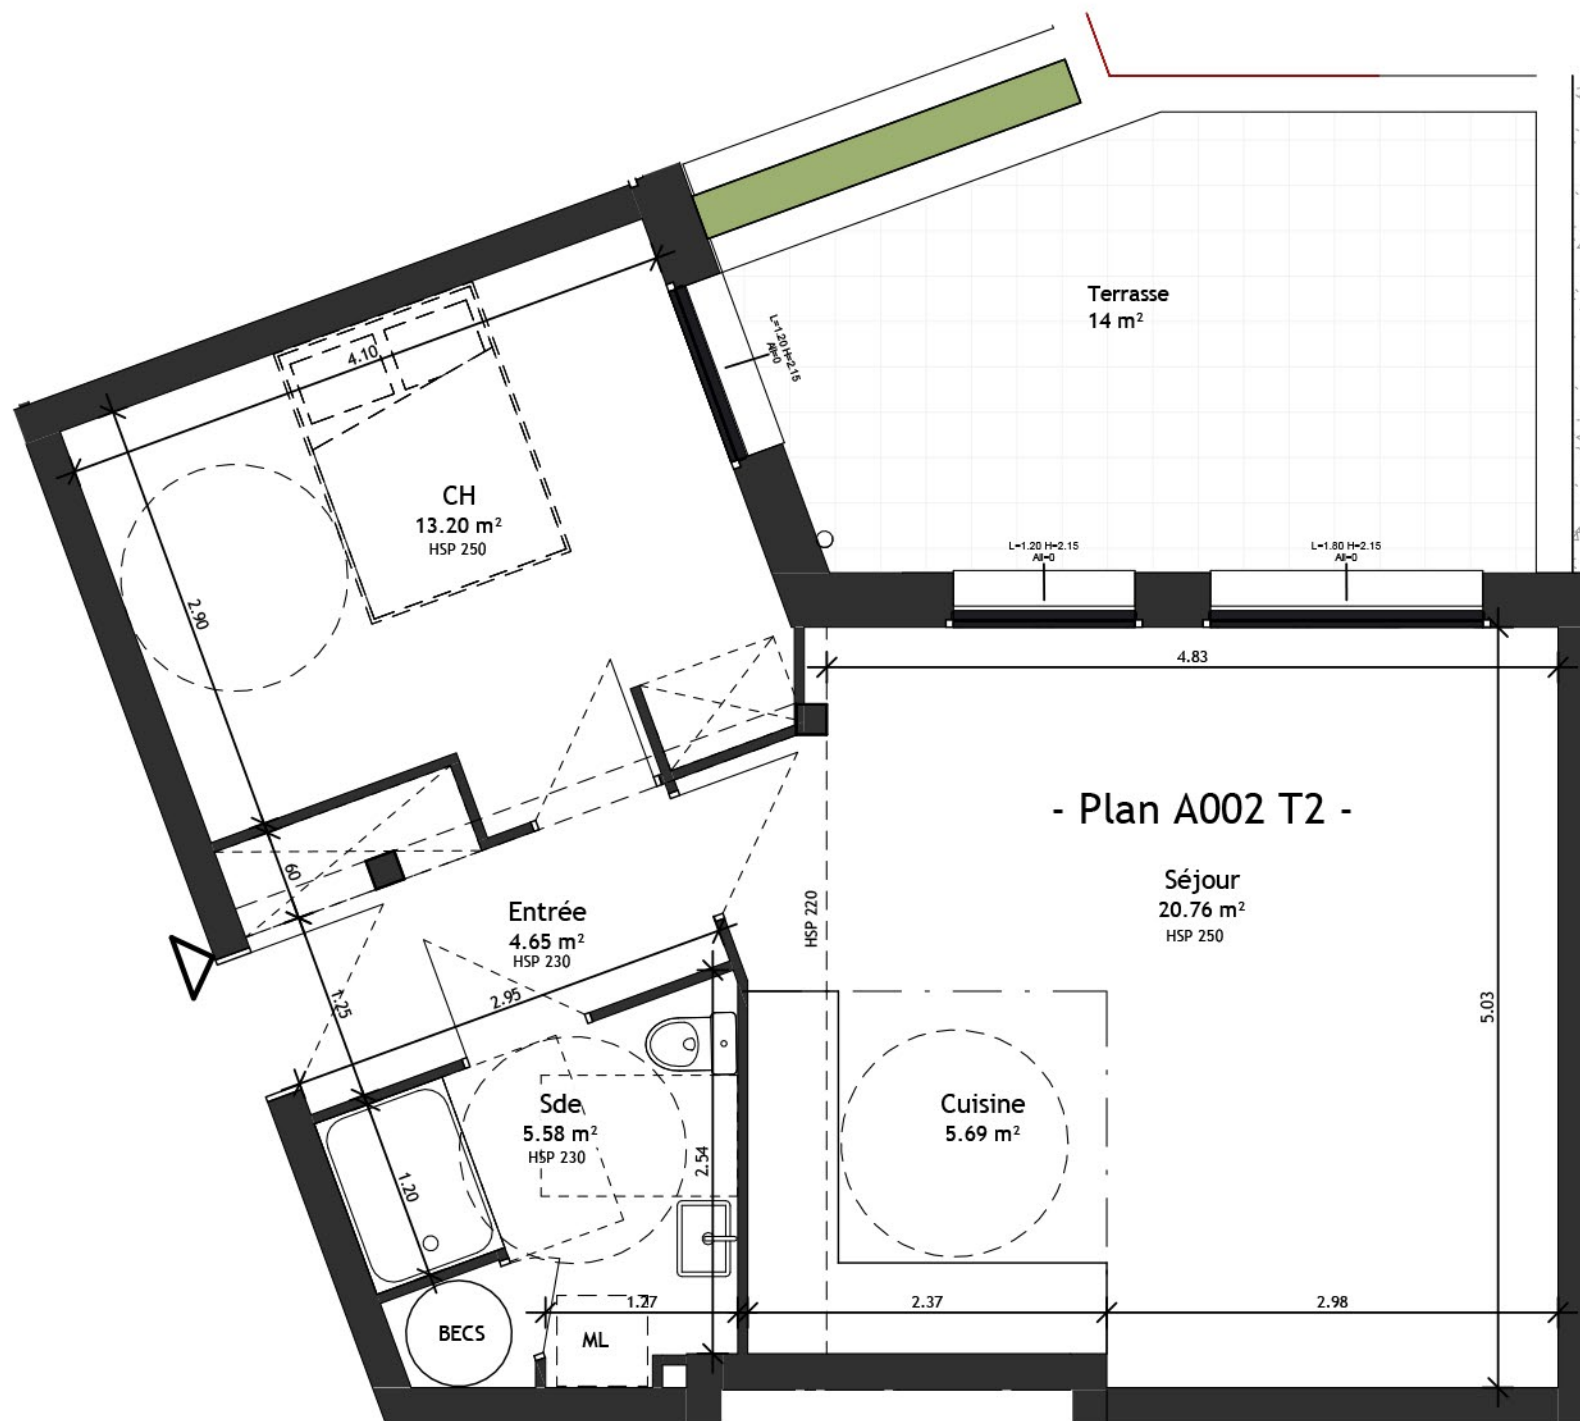 Terrasse
14 m²
L=1.20 H=2.15
All=0
4.10
CH
13.20 m²
HSP 250
L=1.20 H=2.15
All=0
L=1.80 H=2.15
All=0
2.90
4.83
- Plan A002 T2 -
60
Séjour
20.76 m²
HSP 250
Entrée
4.65 m²
HSP 230
HSP 220
1.25
2.95
5.03
Sde
5.58 m²
HSP 230
Cuisine
5.69 m²
2.54
1.20
1.27
2.37
2.98
BECS
ML